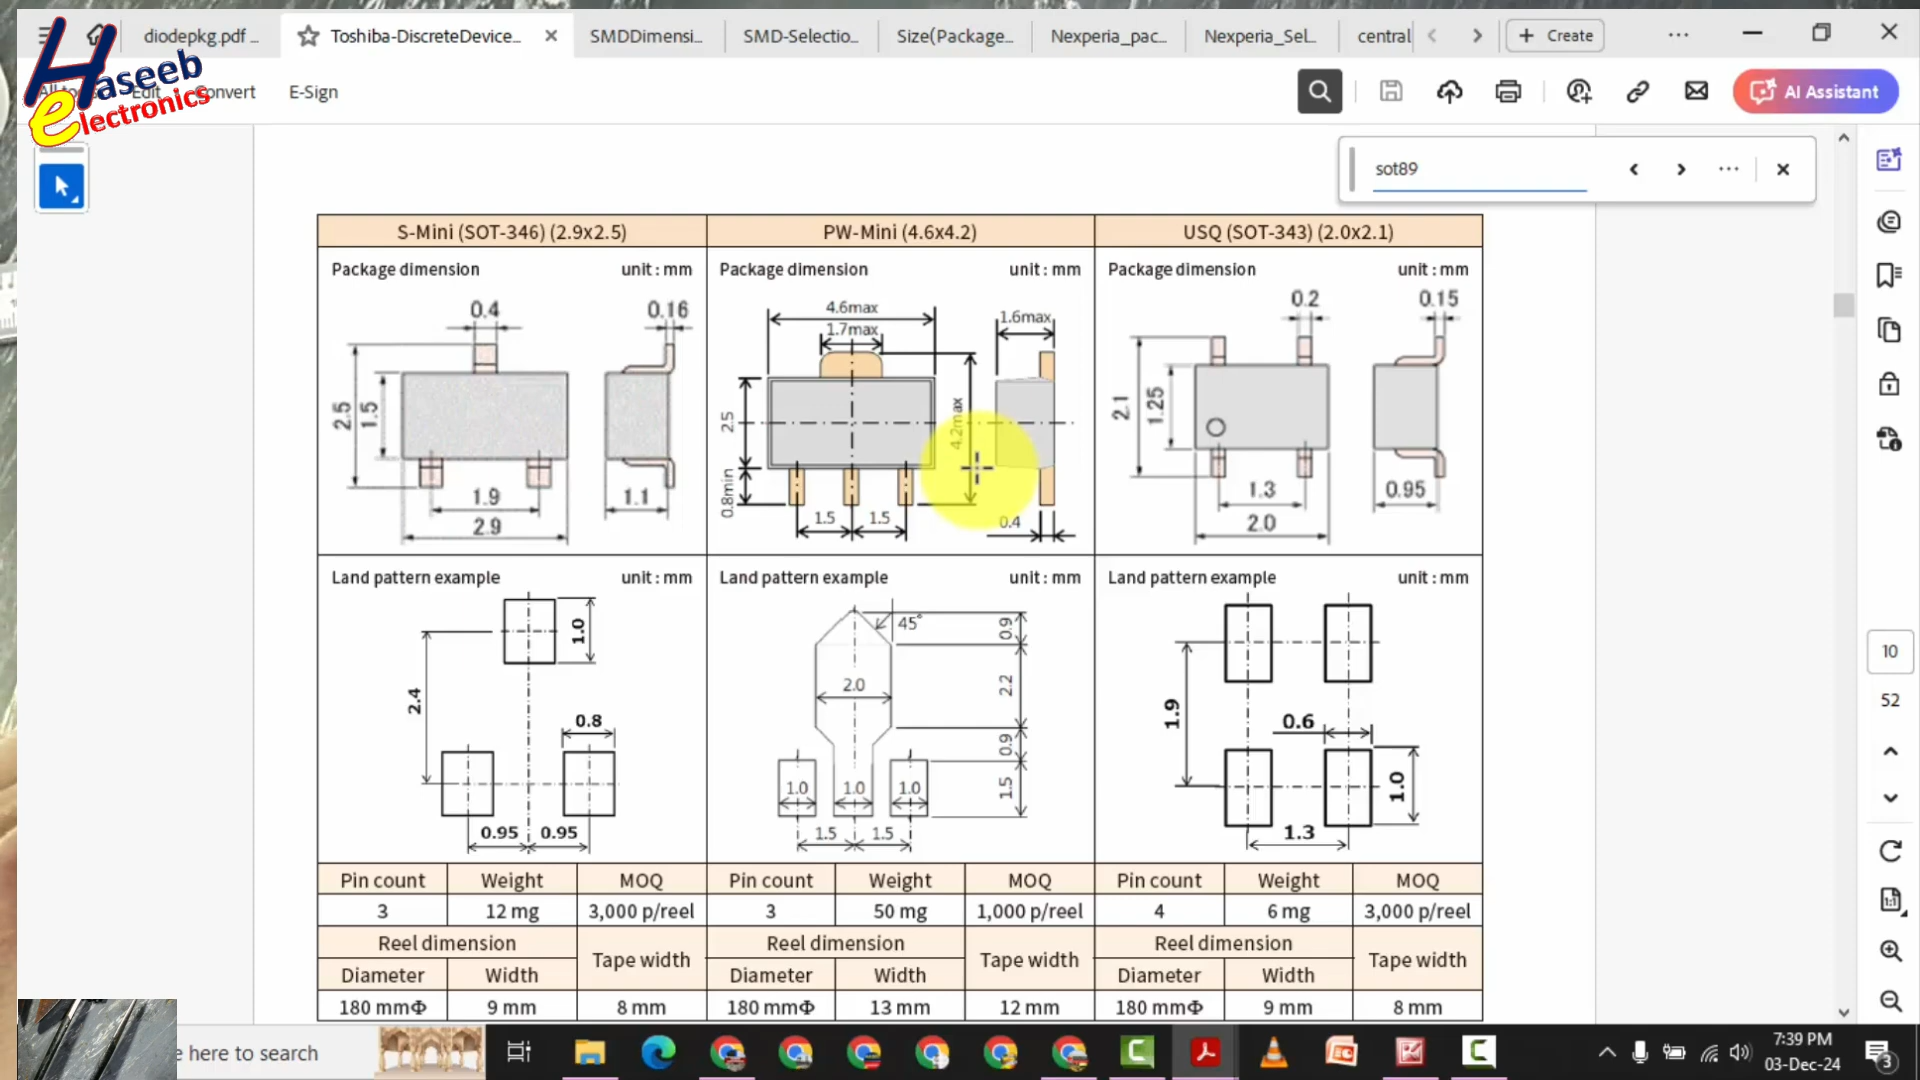 diodepkg.pdf ...
Toshiba-DiscreteDevice...
SMDDimensi...
SMD-Selectio...
Size(Package...
Nexperia_pac...
Nexperia_Sel...
central
Create
Haseeb
electronics
Edit
E-Sign
AI Assistant
sot89
S-Mini (SOT-346) (2.9x2.5)
PW-Mini (4.6x4.2)
USQ (SOT-343) (2.0x2.1)
Package dimension unit : mm
Package dimension unit : mm
Package dimension unit : mm
0.4
0.16
2.5
1.5
1.9
2.9
1.1
4.6max
1.7max
1.6max
2.5
4.2max
0.8min
1.5
1.5
0.4
0.2
0.15
2.1
1.25
1.3
2.0
0.95
Land pattern example unit : mm
Land pattern example unit : mm
Land pattern example unit : mm
1.0
2.4
0.8
0.95
0.95
45°
0.9
2.0
2.2
0.9
1.0
1.0
1.0
1.5
1.5
1.5
1.9
0.6
1.0
1.3
Pin count Weight MOQ Pin count Weight MOQ Pin count Weight MOQ
3 12 mg 3,000 p/reel 3 50 mg 1,000 p/reel 4 6 mg 3,000 p/reel
Reel dimension Tape width Reel dimension Tape width Reel dimension Tape width
Diameter Width Diameter Width Diameter Width
180 mmΦ 9 mm 8 mm 180 mmΦ 13 mm 12 mm 180 mmΦ 9 mm 8 mm
10
52
1:1
here to search
7:39 PM
03-Dec-24
3